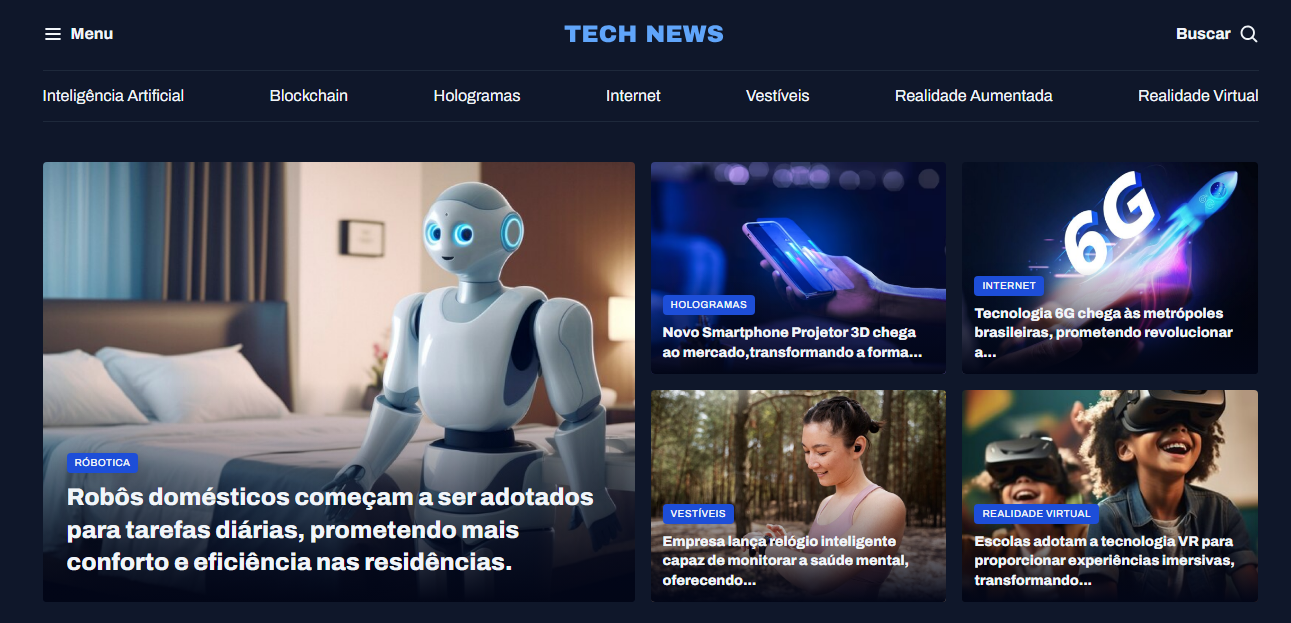 Menu
TECH NEWS
Buscar
Inteligência Artificial
Blockchain
Hologramas
Internet
Vestíveis
Realidade Aumentada
Realidade Virtual
RÓBOTICA
Robôs domésticos começam a ser adotados
para tarefas diárias, prometendo mais
conforto e eficiência nas residências.
HOLOGRAMAS
Novo Smartphone Projetor 3D chega
ao mercado,transformando a forma...
6G
INTERNET
Tecnologia 6G chega às metrópoles
brasileiras, prometendo revolucionar
a...
VESTÍVEIS
Empresa lança relógio inteligente
capaz de monitorar a saúde mental,
oferecendo...
REALIDADE VIRTUAL
Escolas adotam a tecnologia VR para
proporcionar experiências imersivas,
transformando...